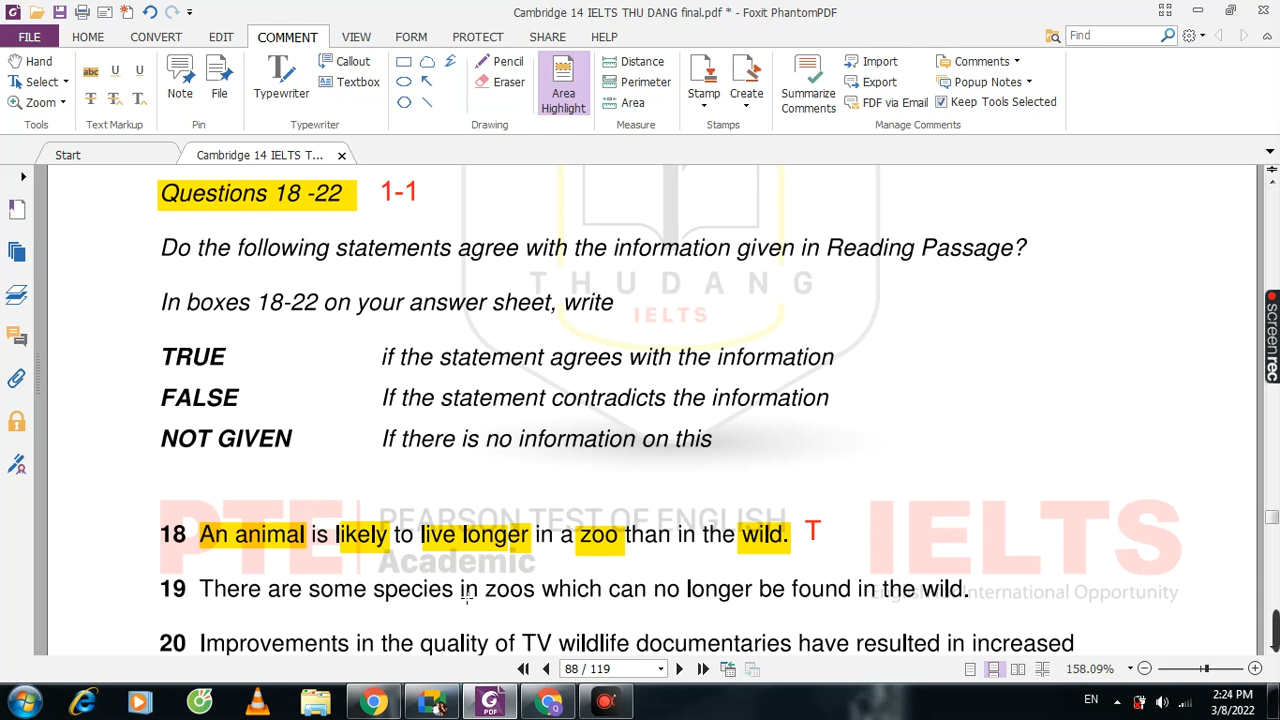 Cambridge 14 IELTS THU DANG final.pdf * - Foxit PhantomPDF
FILE HOME CONVERT EDIT COMMENT VIEW FORM PROTECT SHARE HELP Find
Hand
Select
Zoom
Tools
abc U U
T T T
Text Markup
Note File
Pin
Typewriter
Callout
Textbox
Typewriter
Pencil
Eraser
Drawing
Area Highlight
Distance
Perimeter
Area
Measure
Stamp Create
Stamps
Summarize Comments
Import
Export
FDF via Email
Comments
Popup Notes
Keep Tools Selected
Manage Comments
Start Cambridge 14 IELTS T...
Questions 18 -22 1-1
Do the following statements agree with the information given in Reading Passage?
THU DANG
In boxes 18-22 on your answer sheet, write
IELTS
TRUE if the statement agrees with the information
FALSE If the statement contradicts the information
NOT GIVEN If there is no information on this
PTE PEARSON TEST OF ENGLISH Academic IELTS
18 An animal is likely to live longer in a zoo than in the wild. T
19 There are some species in zoos which can no longer be found in the wild.
20 Improvements in the quality of TV wildlife documentaries have resulted in increased
screenrec
88 / 119 158.09%
EN 2:24 PM
3/8/2022